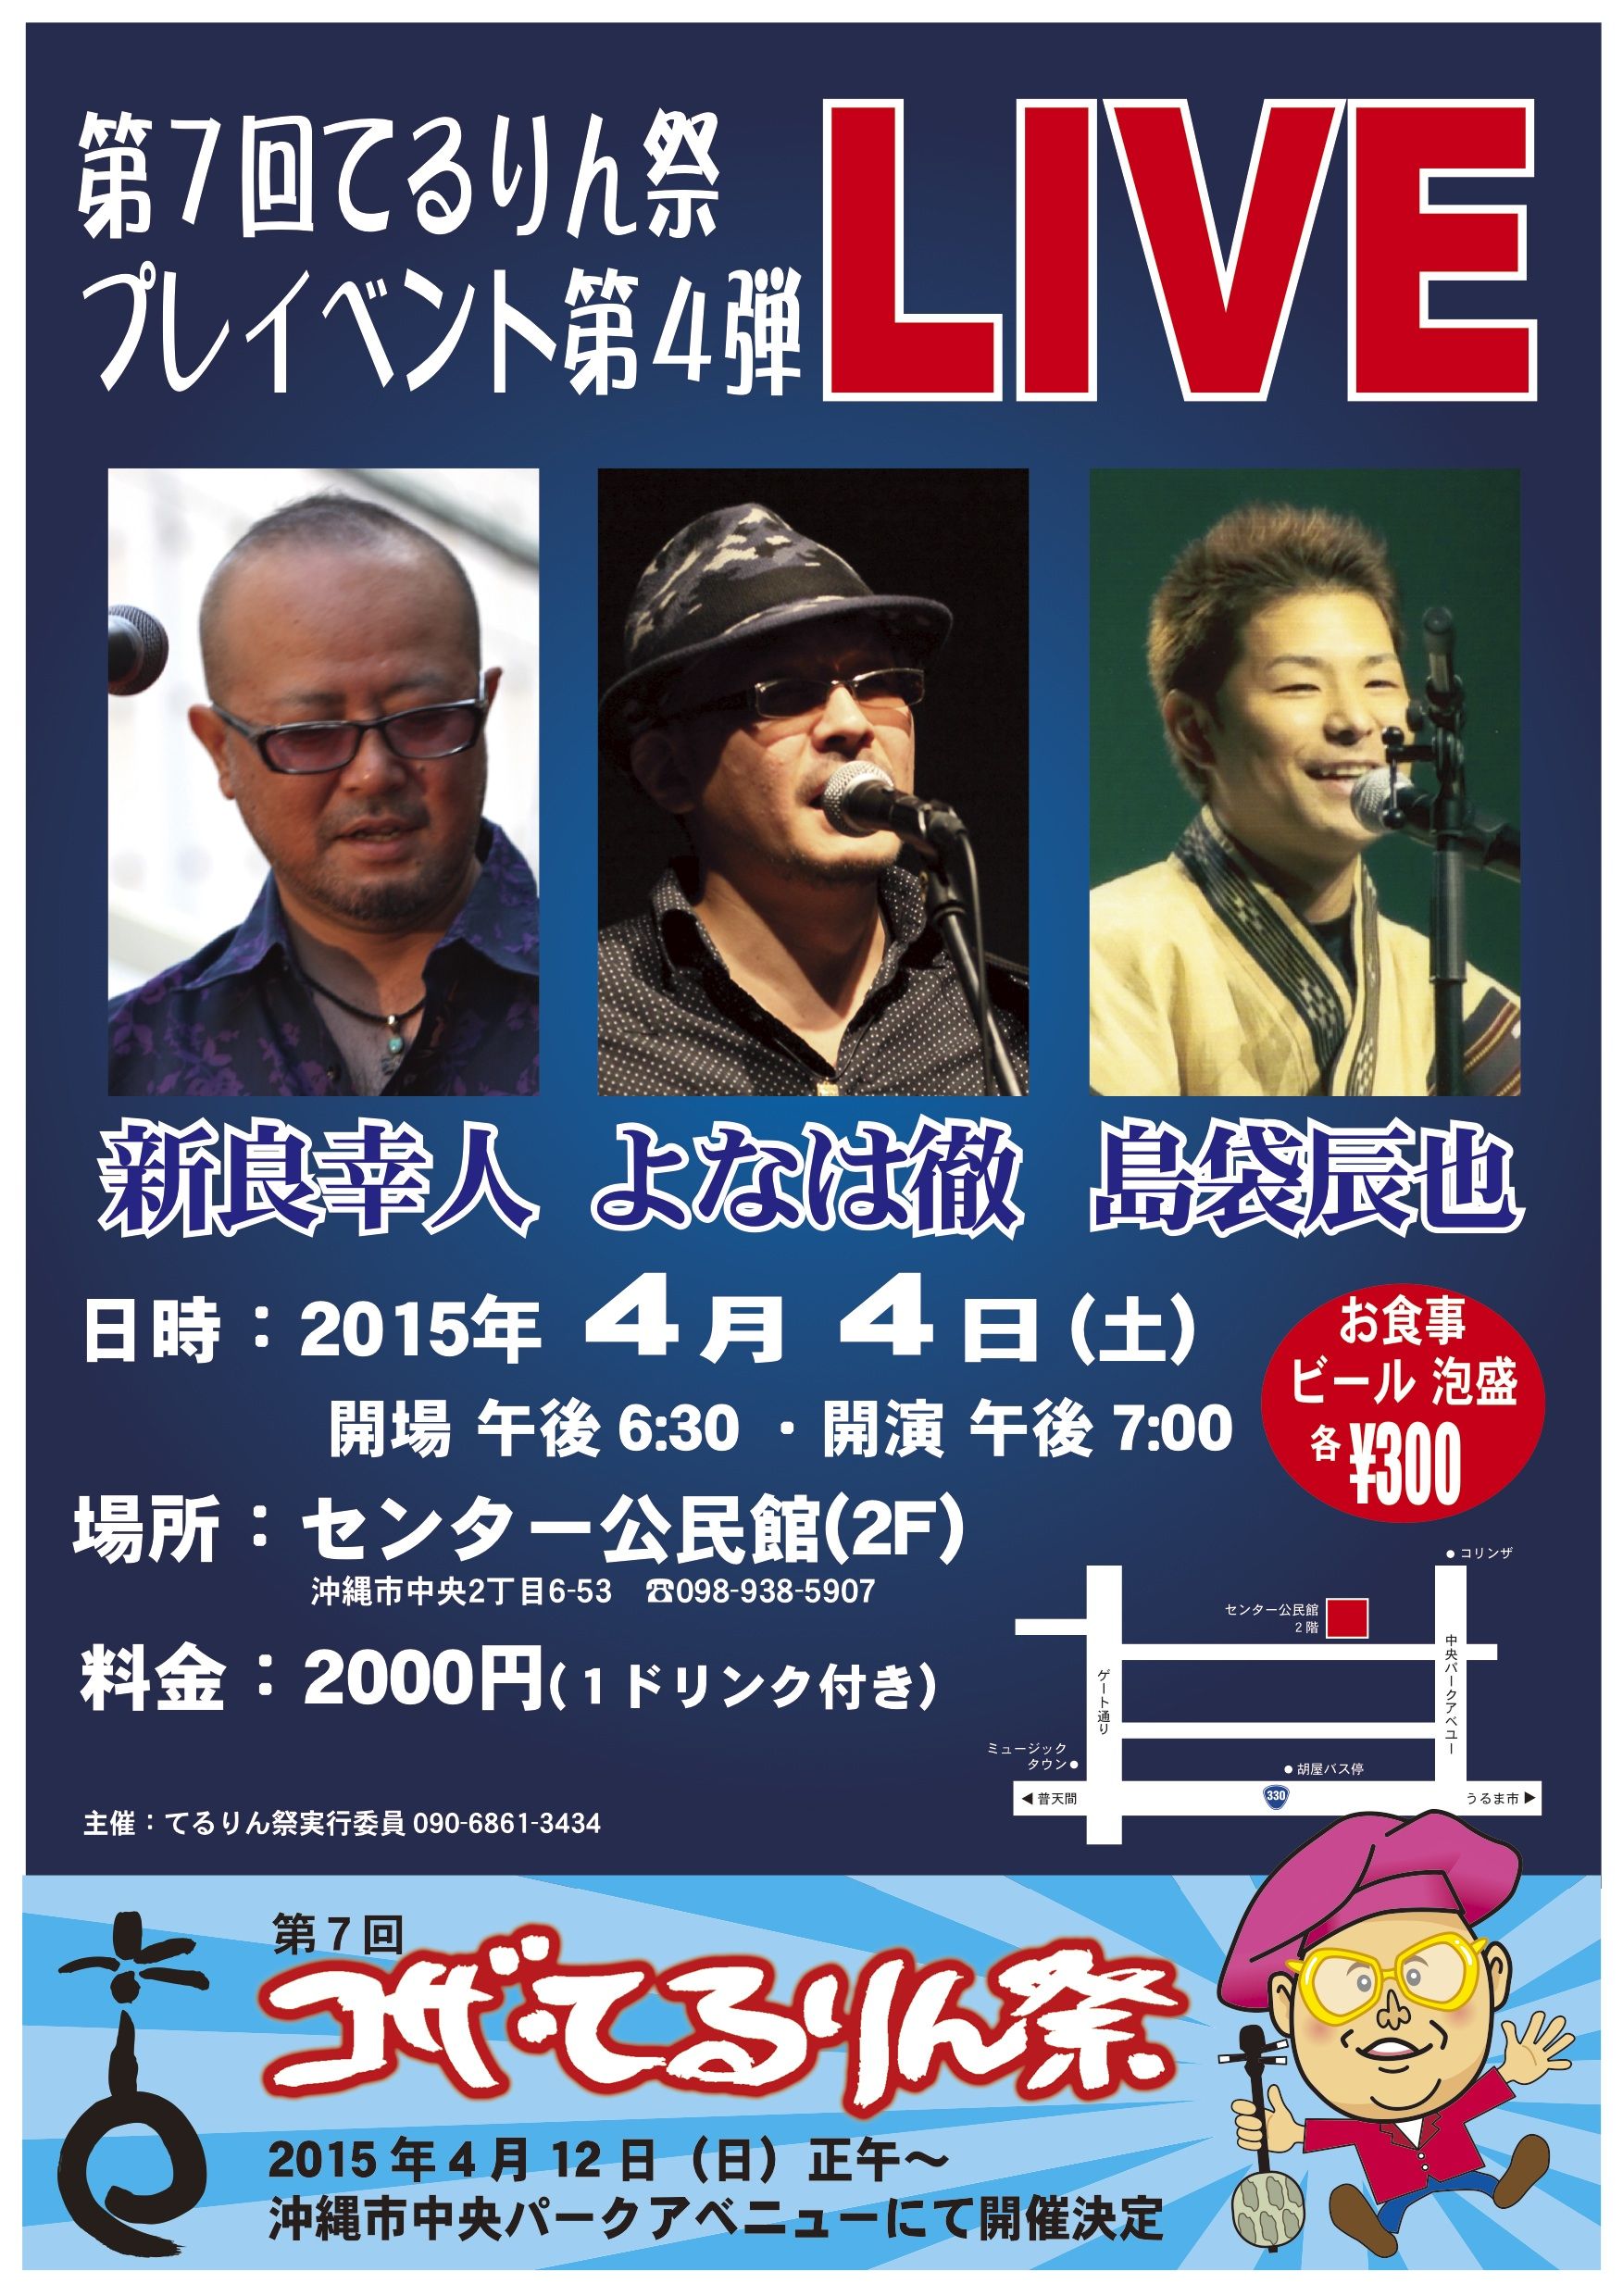 第7回てるりん祭
プレイベント第4弾
LIVE
新良幸人 よなは徹 島袋辰也
日時：2015年 4月 4日(土)
開場 午後 6:30 ・開演 午後 7:00
お食事
ビール 泡盛
各¥300
場所：センター公民館(2F)
沖縄市中央2丁目6-53 ☎098-938-5907
料金：2000円(1ドリンク付き)
主催：てるりん祭実行委員 090-6861-3434
コリンザ
センター公民館
2階
ゲート通り
中央パークアベユー
ミュージック
タウン
胡屋バス停
◀普天間
330
うるま市▶
第7回
コザ・てるりん祭
2015年4月12日（日）正午〜
沖縄市中央パークアベニューにて開催決定